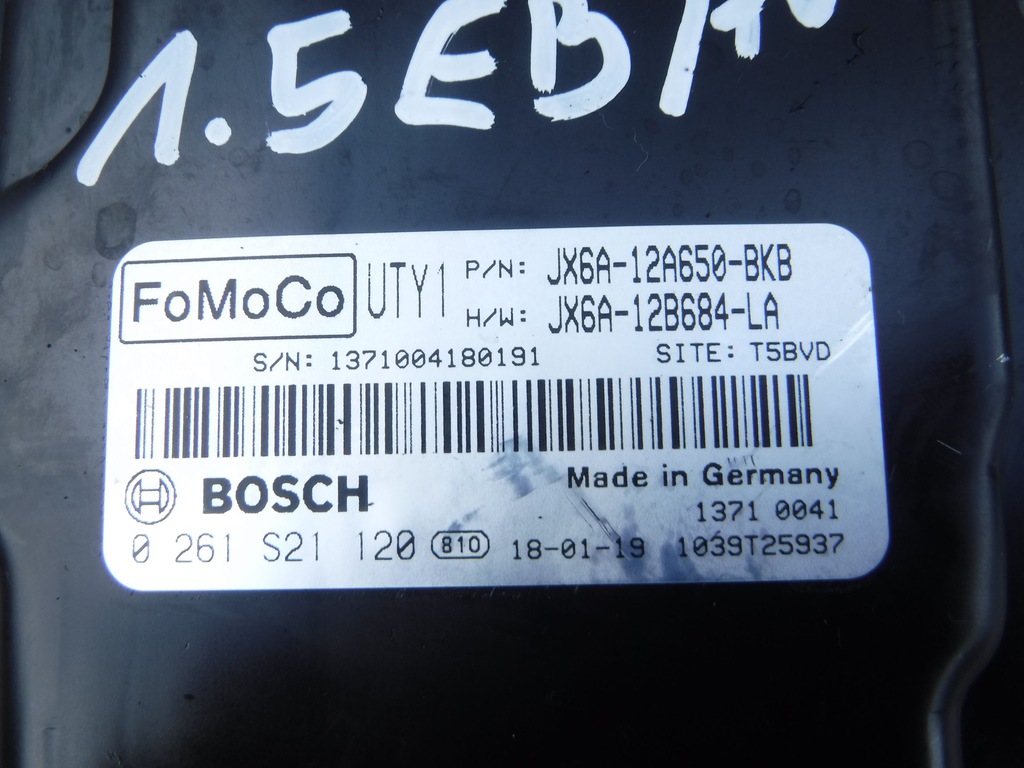 1.5EBA
FoMoCo UTY1 P/N: JX6A-12A650-BKB
H/W: JX6A-12B684-LA
S/N: 1371004180191 SITE: T5BVD
BOSCH Made in Germany
1371 0041
0 261 S21 120 810 18-01-19 1039T25937